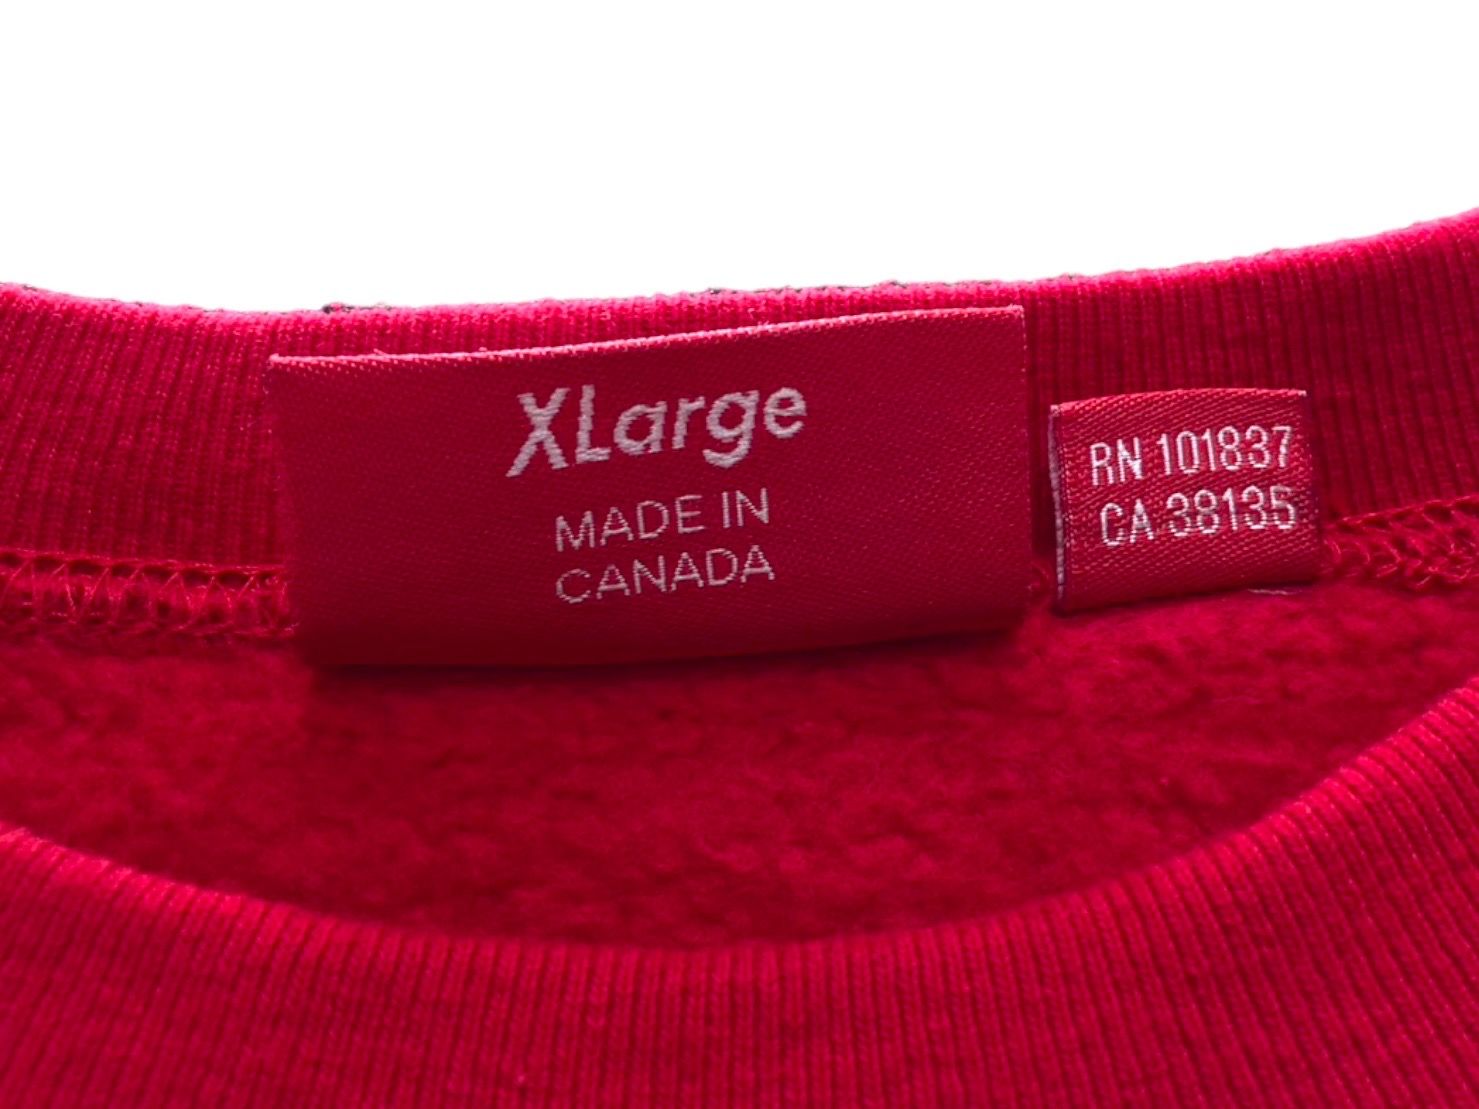 XLarge
MADE IN
CANADA
RN 101837
CA 38135